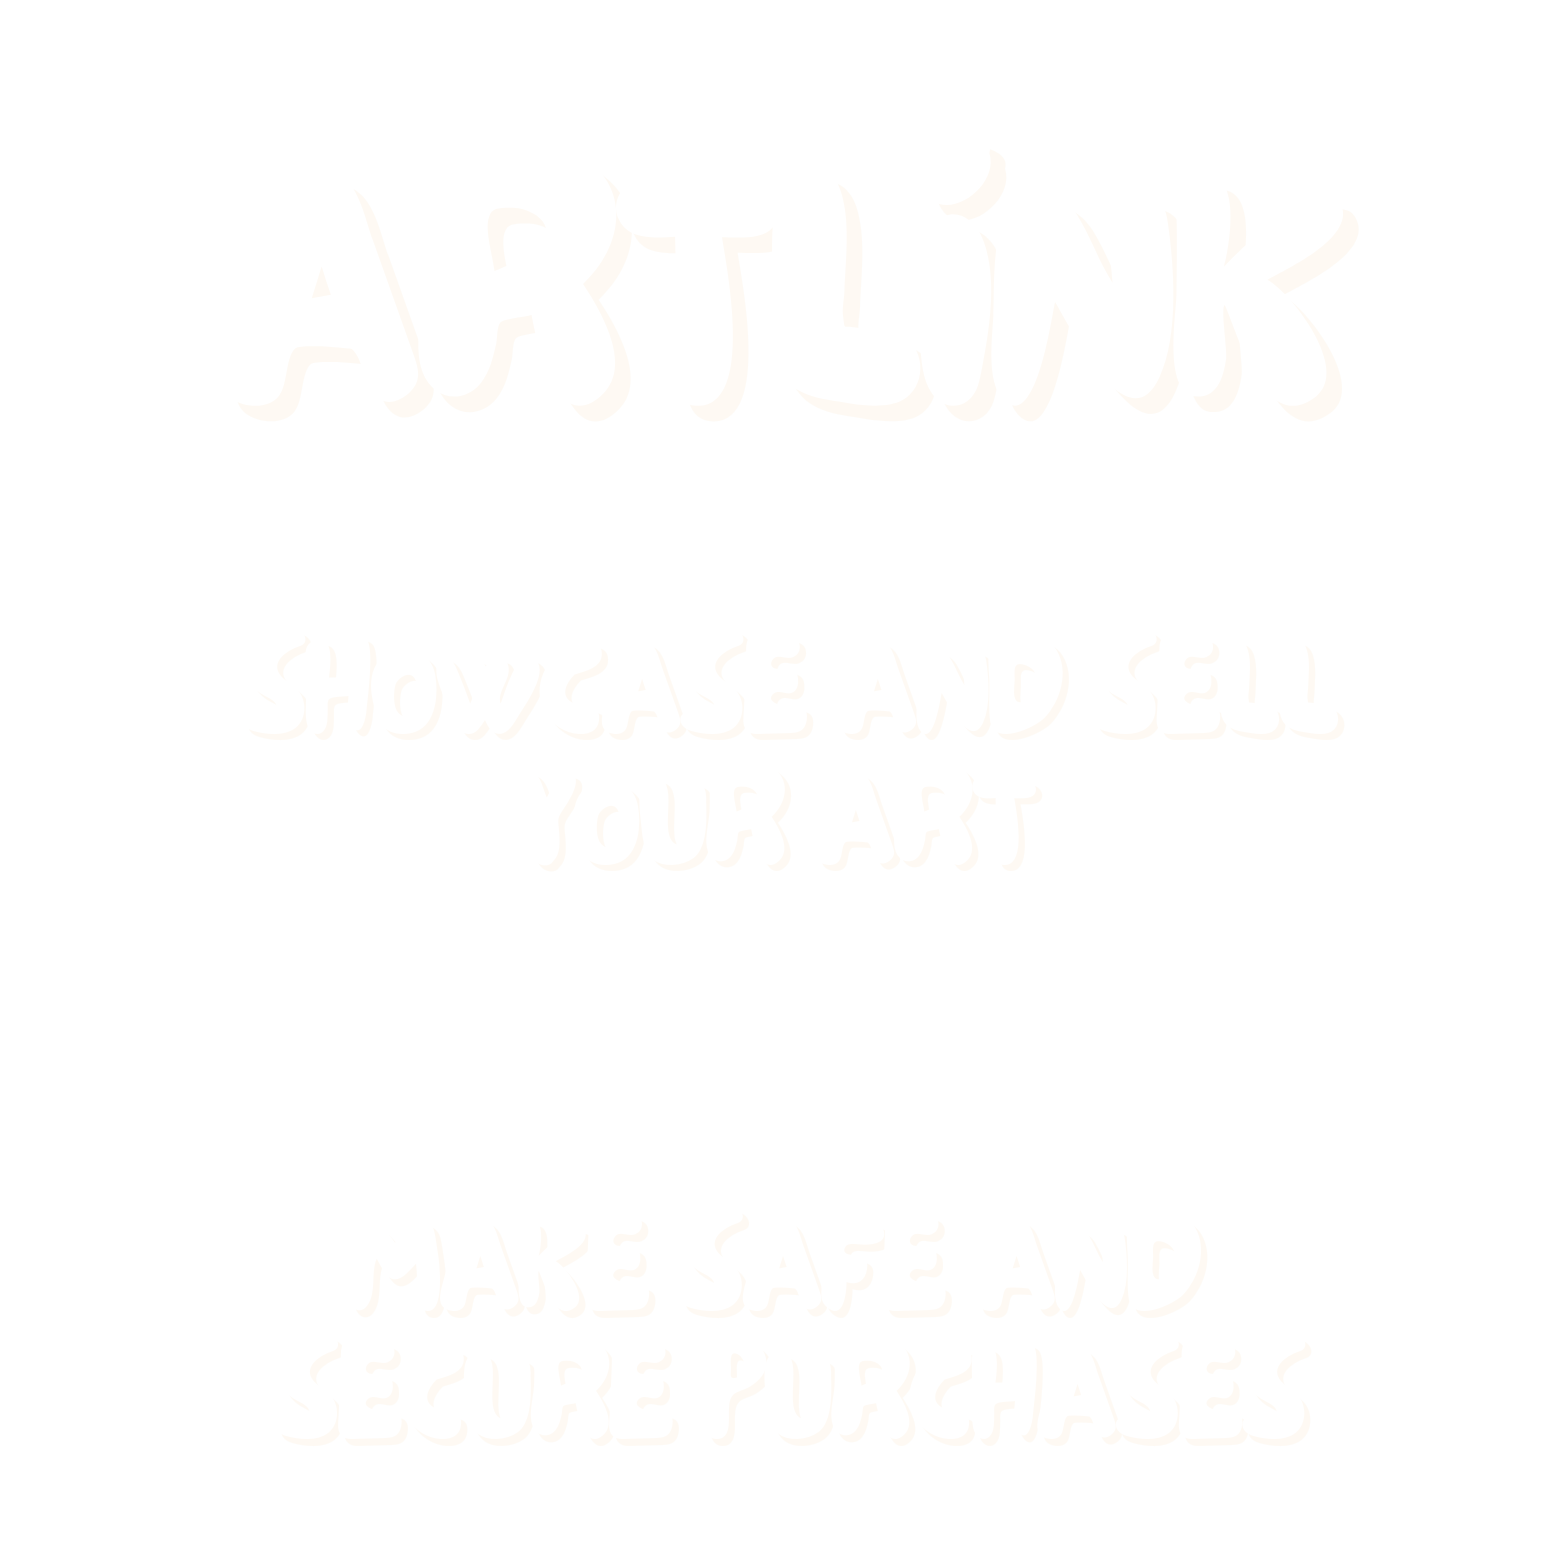 ARTLINK
SHOWCASE AND SELL
YOUR ART
MAKE SAFE AND
SECURE PURCHASES